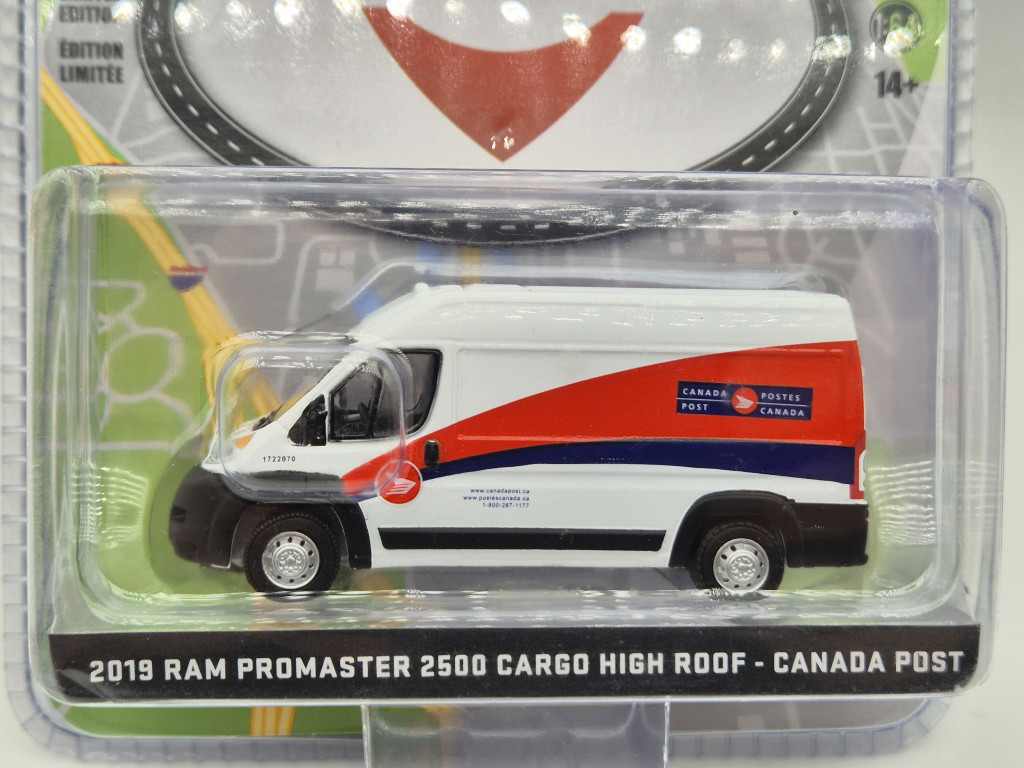 EDITION
ÉDITION
LIMITÉE
14+
CANADA POSTES
POST CANADA
1722070
www.canadapost.ca
www.postescanada.ca
1-800-267-1177
2019 RAM PROMASTER 2500 CARGO HIGH ROOF - CANADA POST